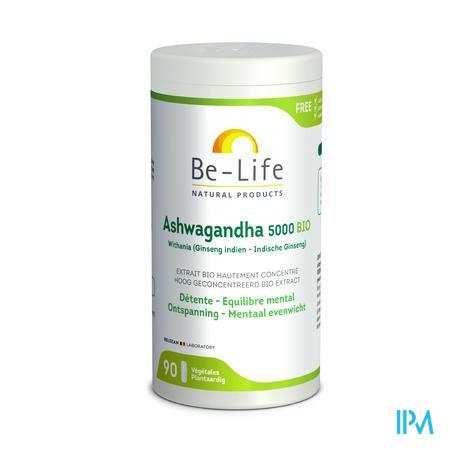 FREE
Be-Life
NATURAL PRODUCTS
Ashwagandha 5000 BIO
Withania (Ginseng indien - Indische Ginseng)
EXTRAIT BIO HAUTEMENT CONCENTRE
HOOG GECONCENTREERD BIO EXTRACT
Détente - Equilibre mental
Ontspanning - Mentaal evenwicht
BELGIAN LABORATORY
90 Végétales
Plantaardig
IPM